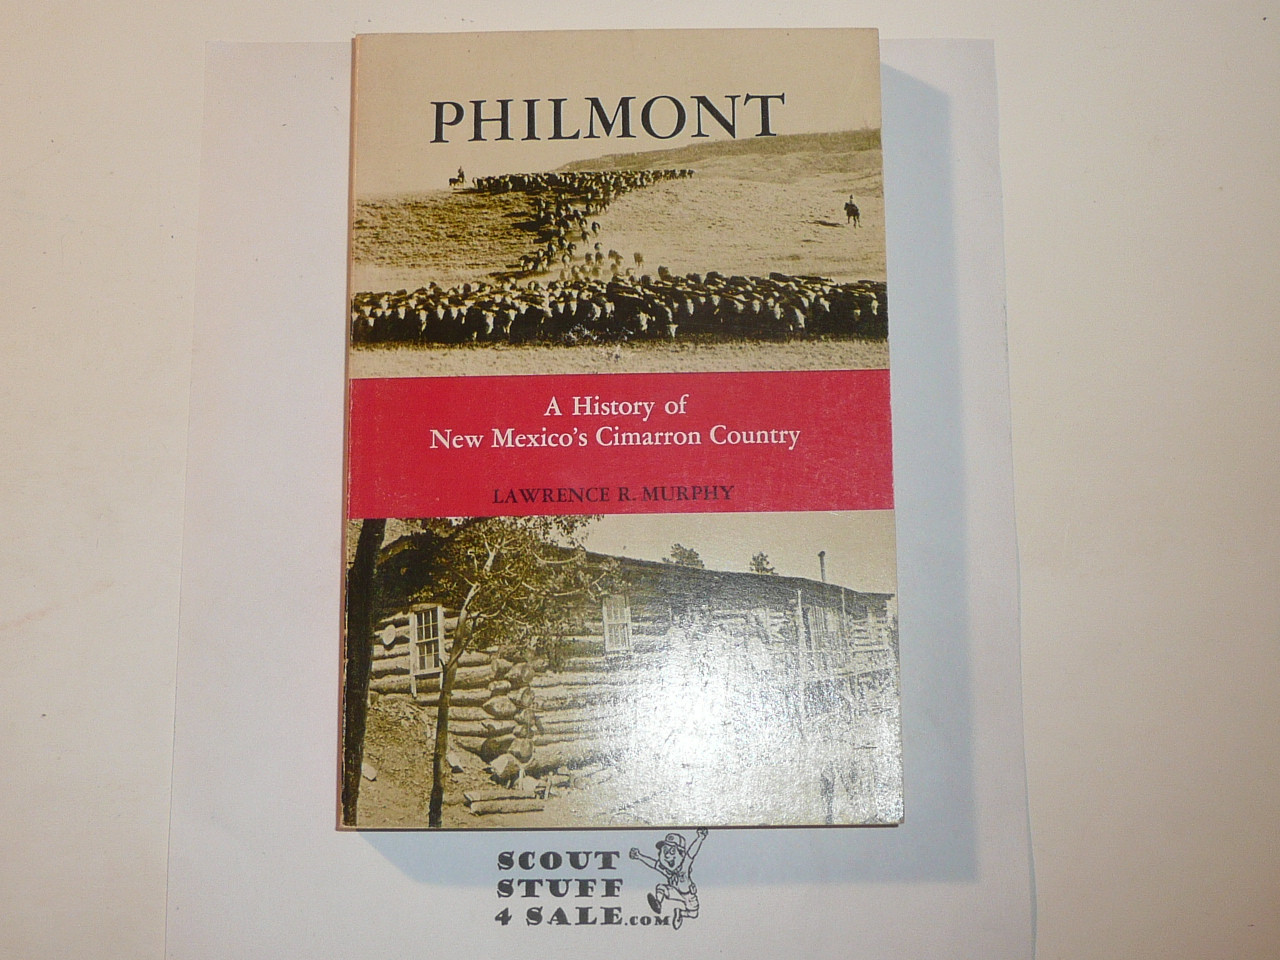 PHILMONT
A History of
New Mexico's Cimarron Country
LAWRENCE R. MURPHY
SCOUT
STUFF
4 SALE.COM